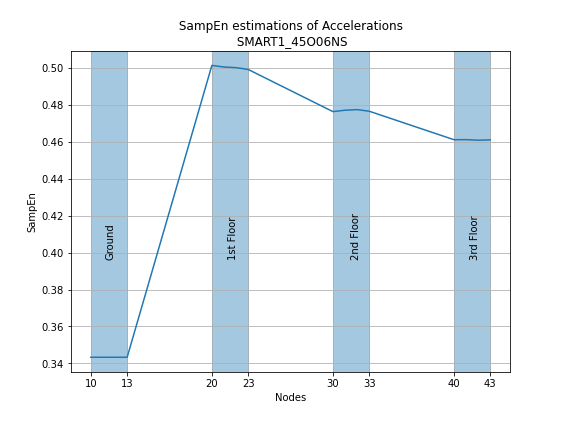 SampEn estimations of Accelerations
SMART1_45O06NS
0.50
0.48
0.46
0.44
0.42
0.40
0.38
0.36
0.34
SampEn
Ground
1st Floor
2nd Floor
3rd Floor
10 13 20 23 30 33 40 43
Nodes